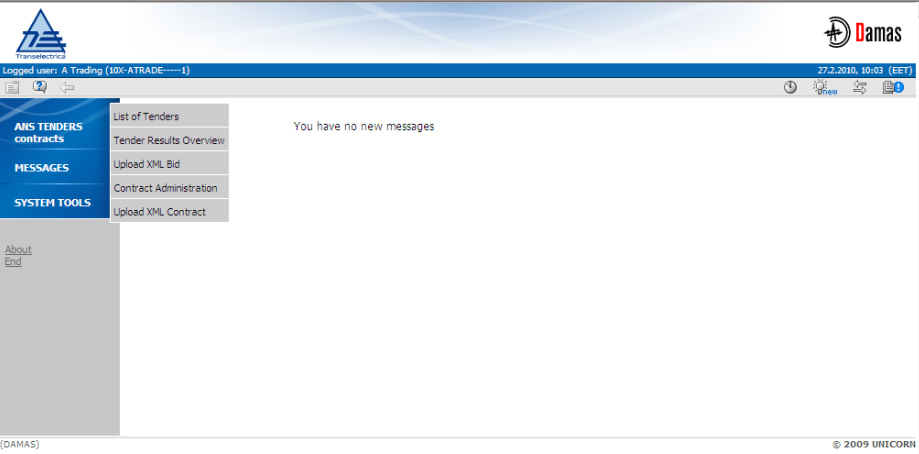 Transelectrica
Damas
Logged user: A Trading (10X-ATRADE-----1)
27.2.2010, 10:03 (EET)
new
ANS TENDERS
contracts
MESSAGES
SYSTEM TOOLS
List of Tenders
Tender Results Overview
Upload XML Bid
Contract Administration
Upload XML Contract
You have no new messages
About
End
(DAMAS)
© 2009 UNICORN